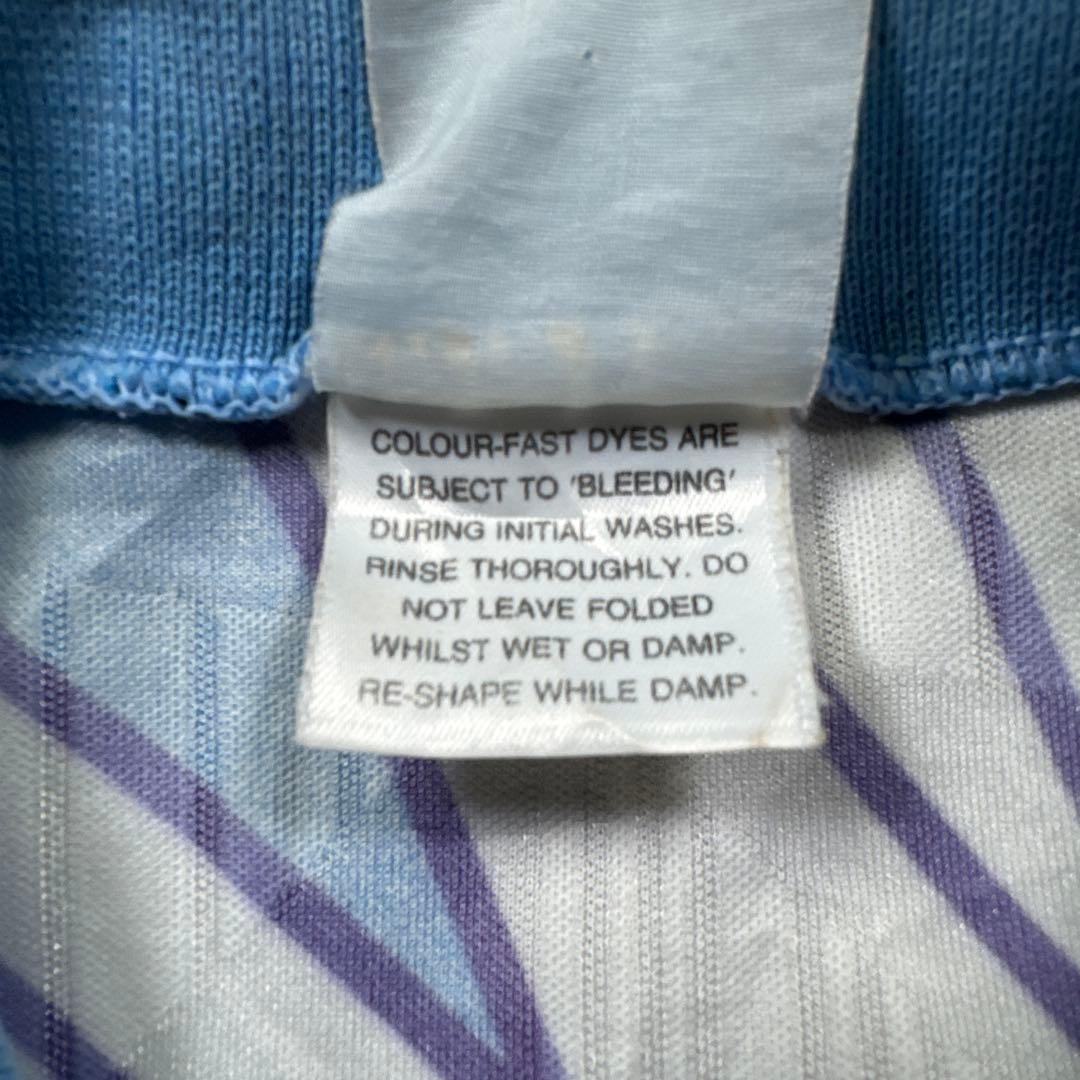 COLOUR-FAST DYES ARE
SUBJECT TO 'BLEEDING'
DURING INITIAL WASHES.
RINSE THOROUGHLY. DO
NOT LEAVE FOLDED
WHILST WET OR DAMP.
RE-SHAPE WHILE DAMP.